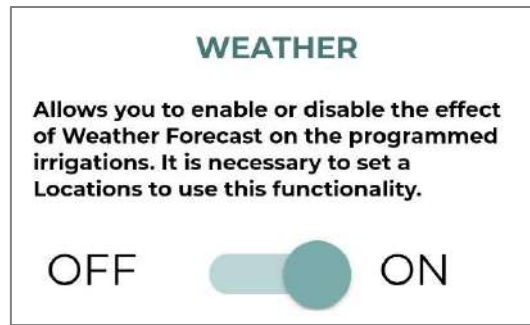 WEATHER
Allows you to enable or disable the effect
of Weather Forecast on the programmed
irrigations. It is necessary to set a
Locations to use this functionality.
OFF ON